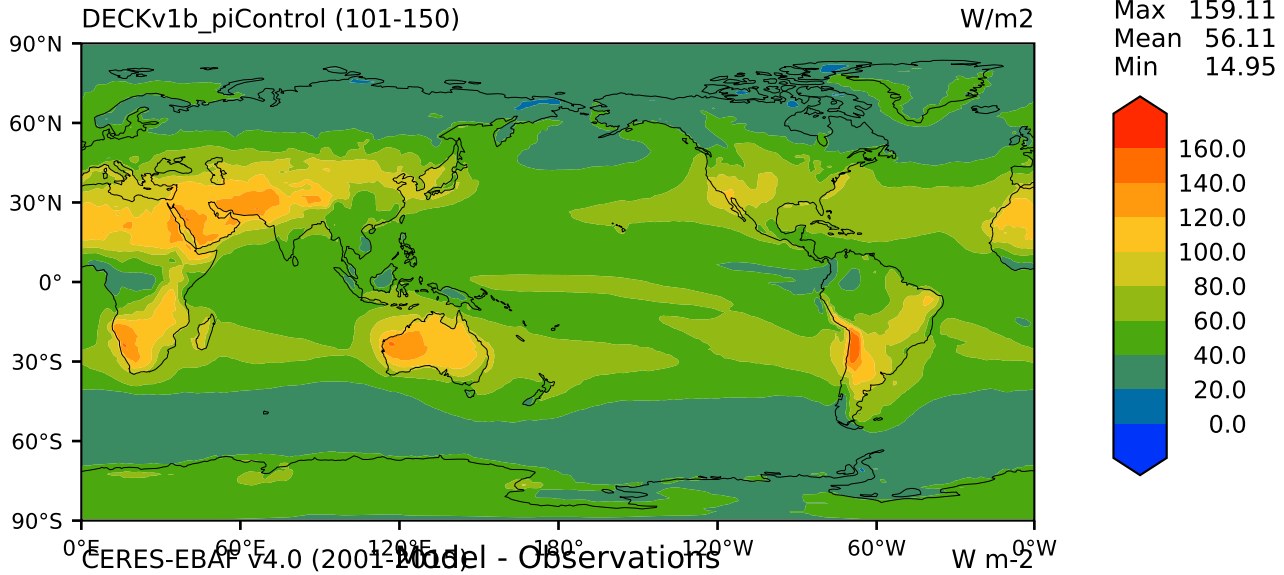 DECKv1b_piControl (101-150) W/m2
Max 159.11
Mean 56.11
Min 14.95
90°N
60°N
30°N
0°
30°S
60°S
90°S
0°E 60°E 120°E 180° 120°W 60°W 0°W
160.0
140.0
120.0
100.0
80.0
60.0
40.0
20.0
0.0
CERES-EBAF v4.0 (2001-2015) W m-2
Model - Observations